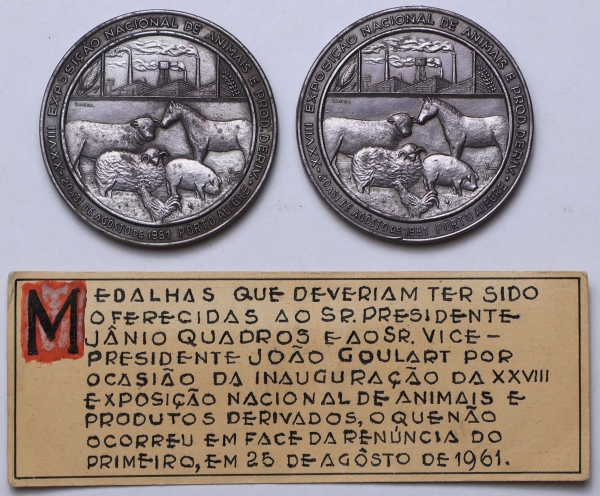 XXVIII EXPOSIÇÃO NACIONAL DE ANIMAIS E PROD. DERIV.
20-31 DE AGÔSTO DE 1961 PORTO ALEGRE
XXVIII EXPOSIÇÃO NACIONAL DE ANIMAIS E PROD. DERIV.
20-31 DE AGÔSTO DE 1961 PORTO ALEGRE
MEDALHAS QUE DEVERIAM TER SIDO
OFERECIDAS AO SR. PRESIDENTE
JÂNIO QUADROS E AO SR. VICE-
PRESIDENTE JOÃO GOULART POR
OCASIÃO DA INAUGURAÇÃO DA XXVIII
EXPOSIÇÃO NACIONAL DE ANIMAIS E
PRODUTOS DERIVADOS, O QUE NÃO
OCORREU EM FACE DA RENÚNCIA DO
PRIMEIRO, EM 25 DE AGÔSTO DE 1961.